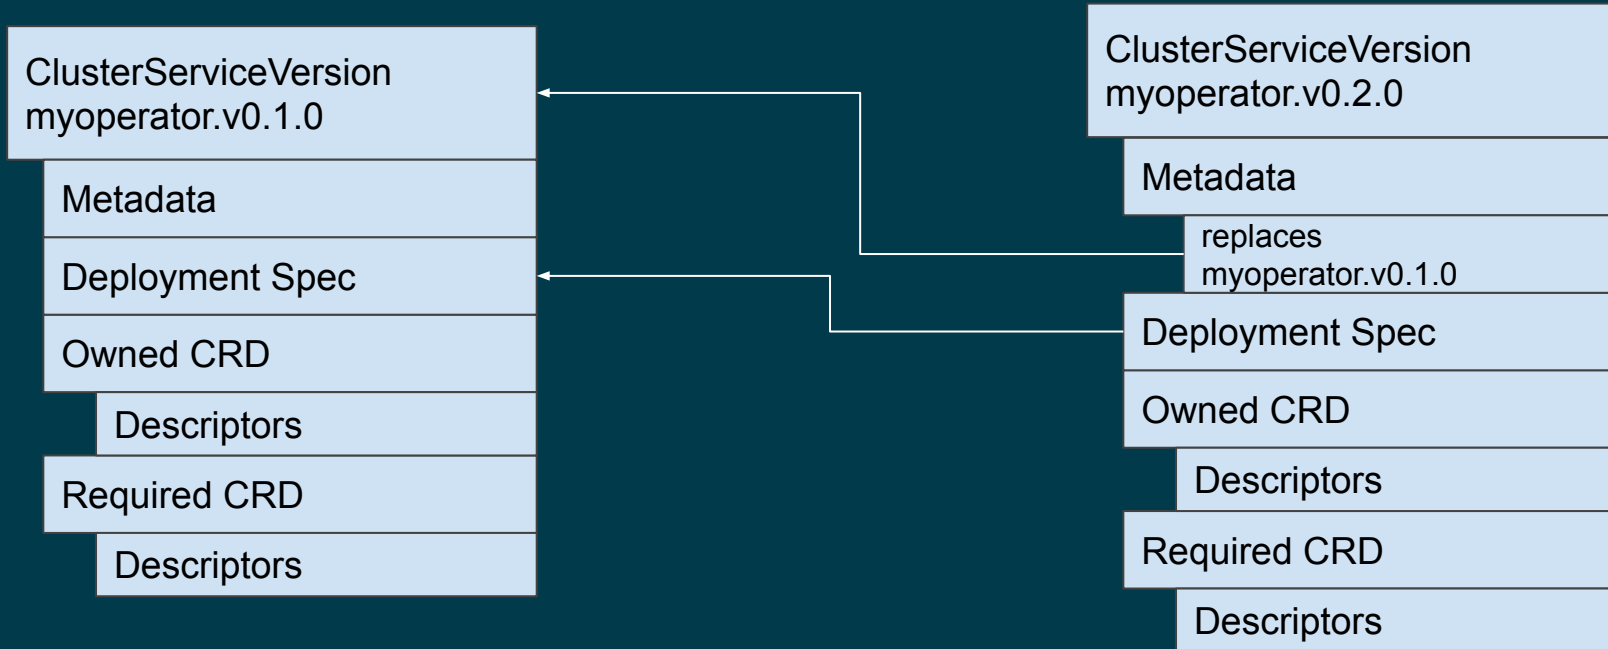 ClusterServiceVersion
myoperator.v0.1.0
Metadata
Deployment Spec
Owned CRD
Descriptors
Required CRD
Descriptors
ClusterServiceVersion
myoperator.v0.2.0
Metadata
replaces
myoperator.v0.1.0
Deployment Spec
Owned CRD
Descriptors
Required CRD
Descriptors